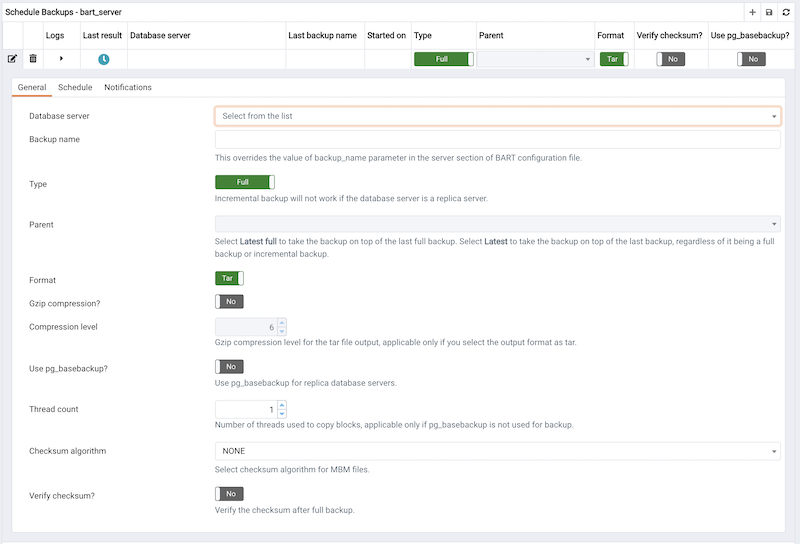 Schedule Backups - bart_server
Logs Last result Database server Last backup name Started on Type Parent Format Verify checksum? Use pg_basebackup?
Full Tar No No
General Schedule Notifications
Database server Select from the list
Backup name
This overrides the value of backup_name parameter in the server section of BART configuration file.
Type Full
Incremental backup will not work if the database server is a replica server.
Parent
Select Latest full to take the backup on top of the last full backup. Select Latest to take the backup on top of the last backup, regardless of it being a full
backup or incremental backup.
Format Tar
Gzip compression? No
Compression level 6
Gzip compression level for the tar file output, applicable only if you select the output format as tar.
Use pg_basebackup? No
Use pg_basebackup for replica database servers.
Thread count 1
Number of threads used to copy blocks, applicable only if pg_basebackup is not used for backup.
Checksum algorithm NONE
Select checksum algorithm for MBM files.
Verify checksum? No
Verify the checksum after full backup.